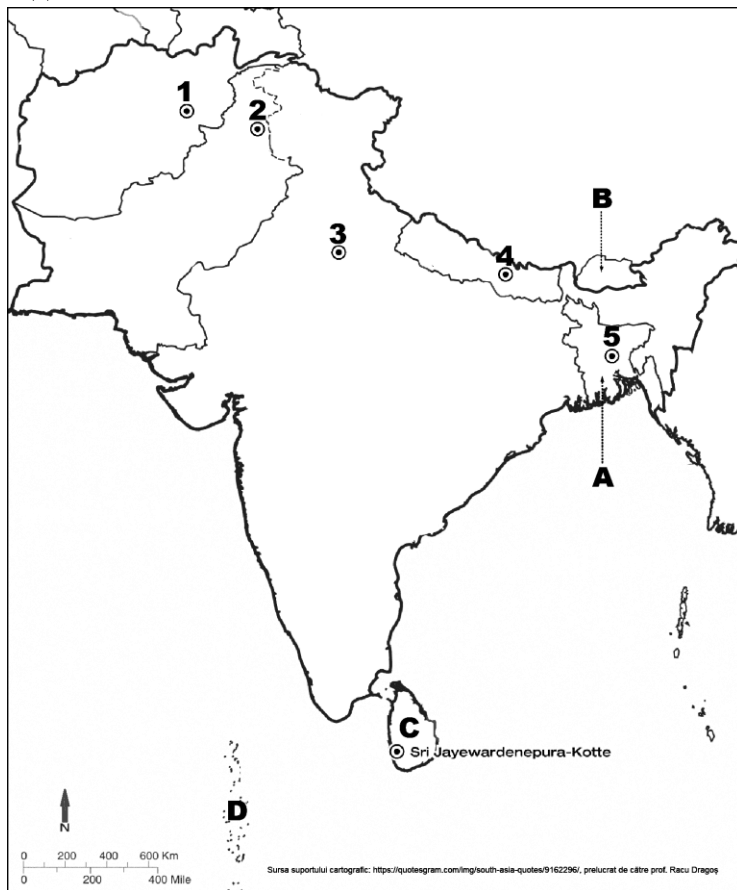 1
2
B
3
4
5
A
C
Sri Jayewardenepura-Kotte
D
N
0 200 400 600 Km
0 200 400 Mile
Sursa suportului cartografic: https://quotesgram.com/img/south-asia-quotes/9162296/, prelucrat de către prof. Racu Dragoș